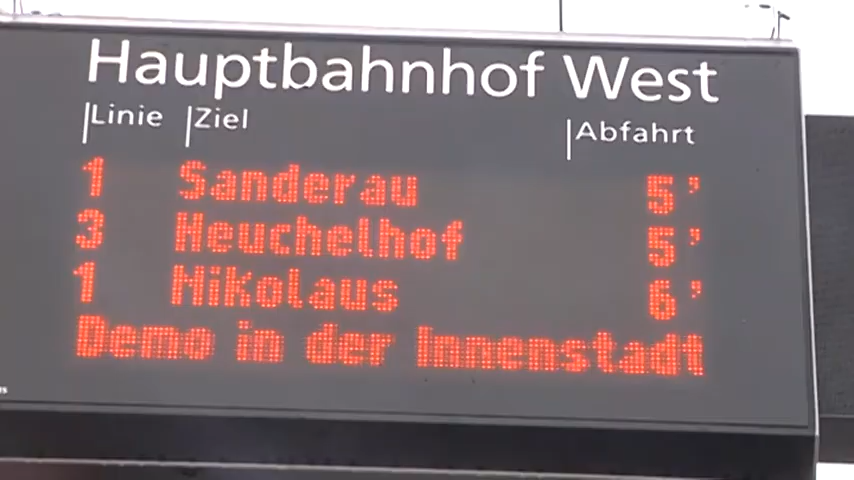 Hauptbahnhof West
Linie Ziel Abfahrt
1 Sanderau 5'
3 Heuchelhof 5'
1 Nikolaus 6'
Demo in der Innenstadt